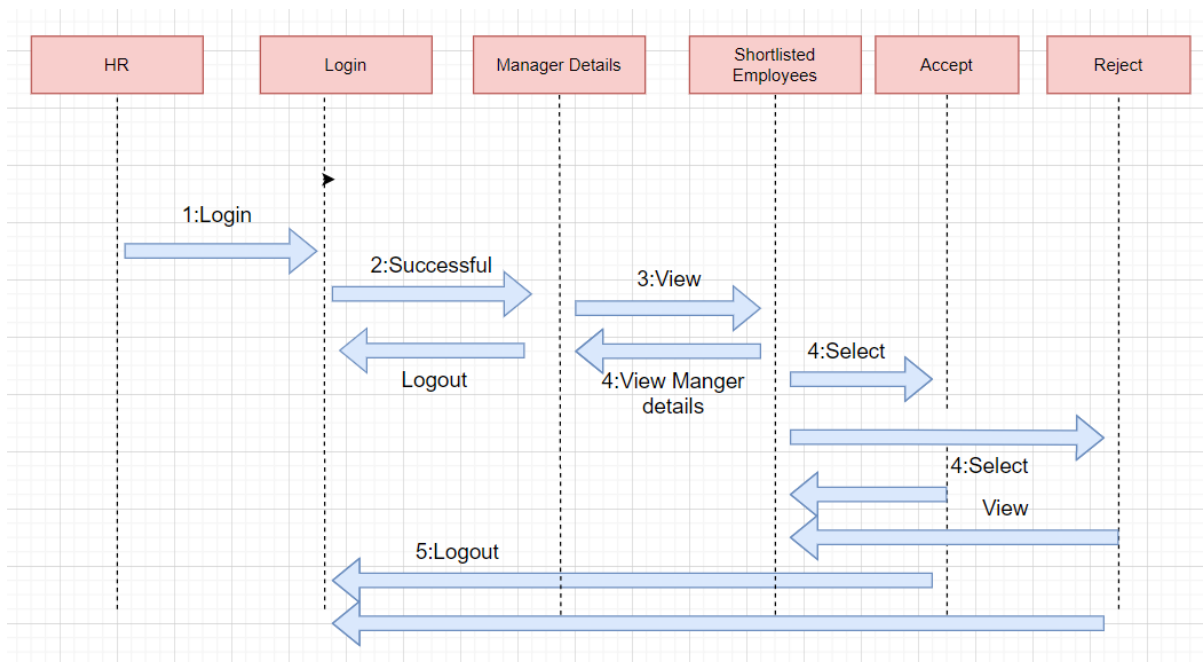 HR
Login
Manager Details
Shortlisted
Employees
Accept
Reject
1:Login
2:Successful
3:View
Logout
4:View Manger
details
4:Select
4:Select
View
5:Logout